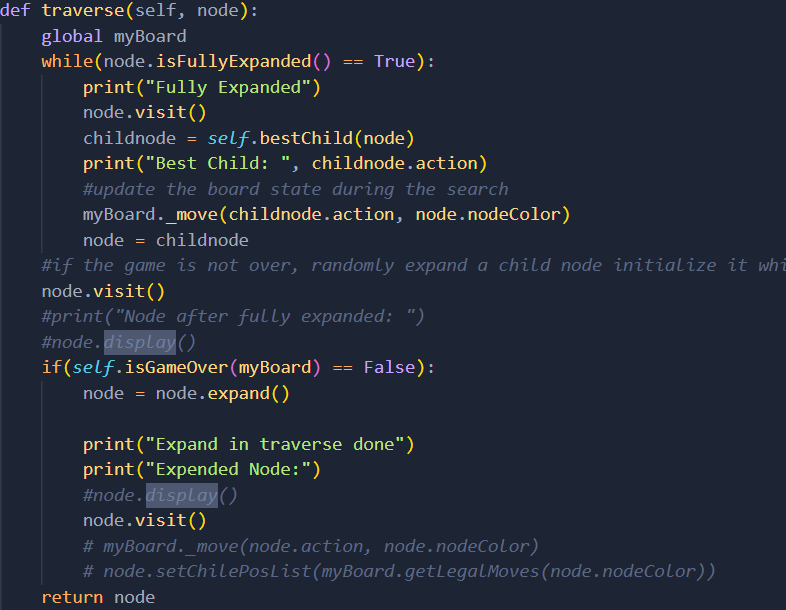 def traverse(self, node):
    global myBoard
    while(node.isFullyExpanded() == True):
        print("Fully Expanded")
        node.visit()
        childnode = self.bestChild(node)
        print("Best Child: ", childnode.action)
        #update the board state during the search
        myBoard._move(childnode.action, node.nodeColor)
        node = childnode
    #if the game is not over, randomly expand a child node initialize it whi
    node.visit()
    #print("Node after fully expanded: ")
    #node.display()
    if(self.isGameOver(myBoard) == False):
        node = node.expand()

        print("Expand in traverse done")
        print("Expended Node:")
        #node.display()
        node.visit()
        # myBoard._move(node.action, node.nodeColor)
        # node.setChilePosList(myBoard.getLegalMoves(node.nodeColor))
    return node